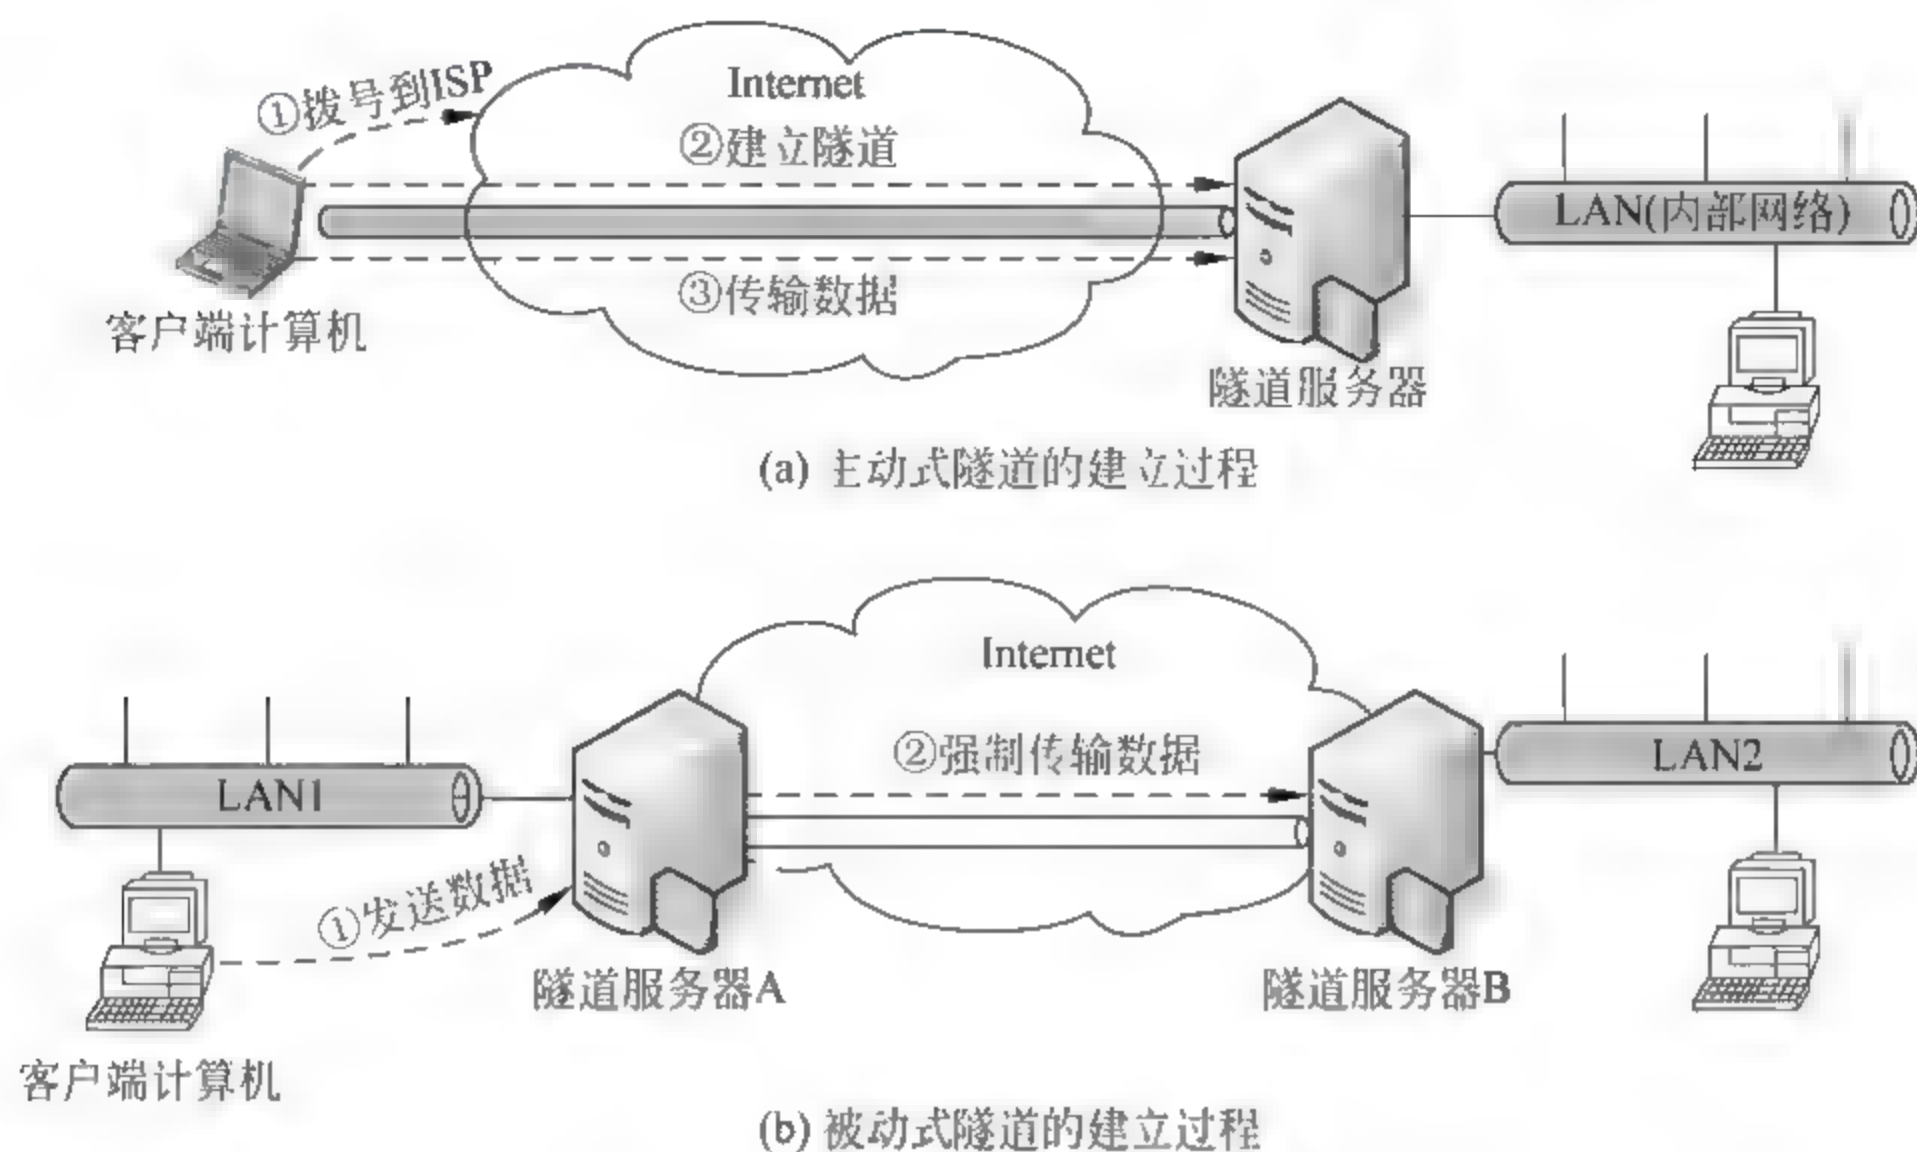 Internet
①拨号到ISP
②建立隧道
LAN(内部网络)
③传输数据
客户端计算机
隧道服务器
(a) 主动式隧道的建立过程
Internet
②强制传输数据
LAN1
LAN2
①发送数据
隧道服务器A
隧道服务器B
客户端计算机
(b) 被动式隧道的建立过程